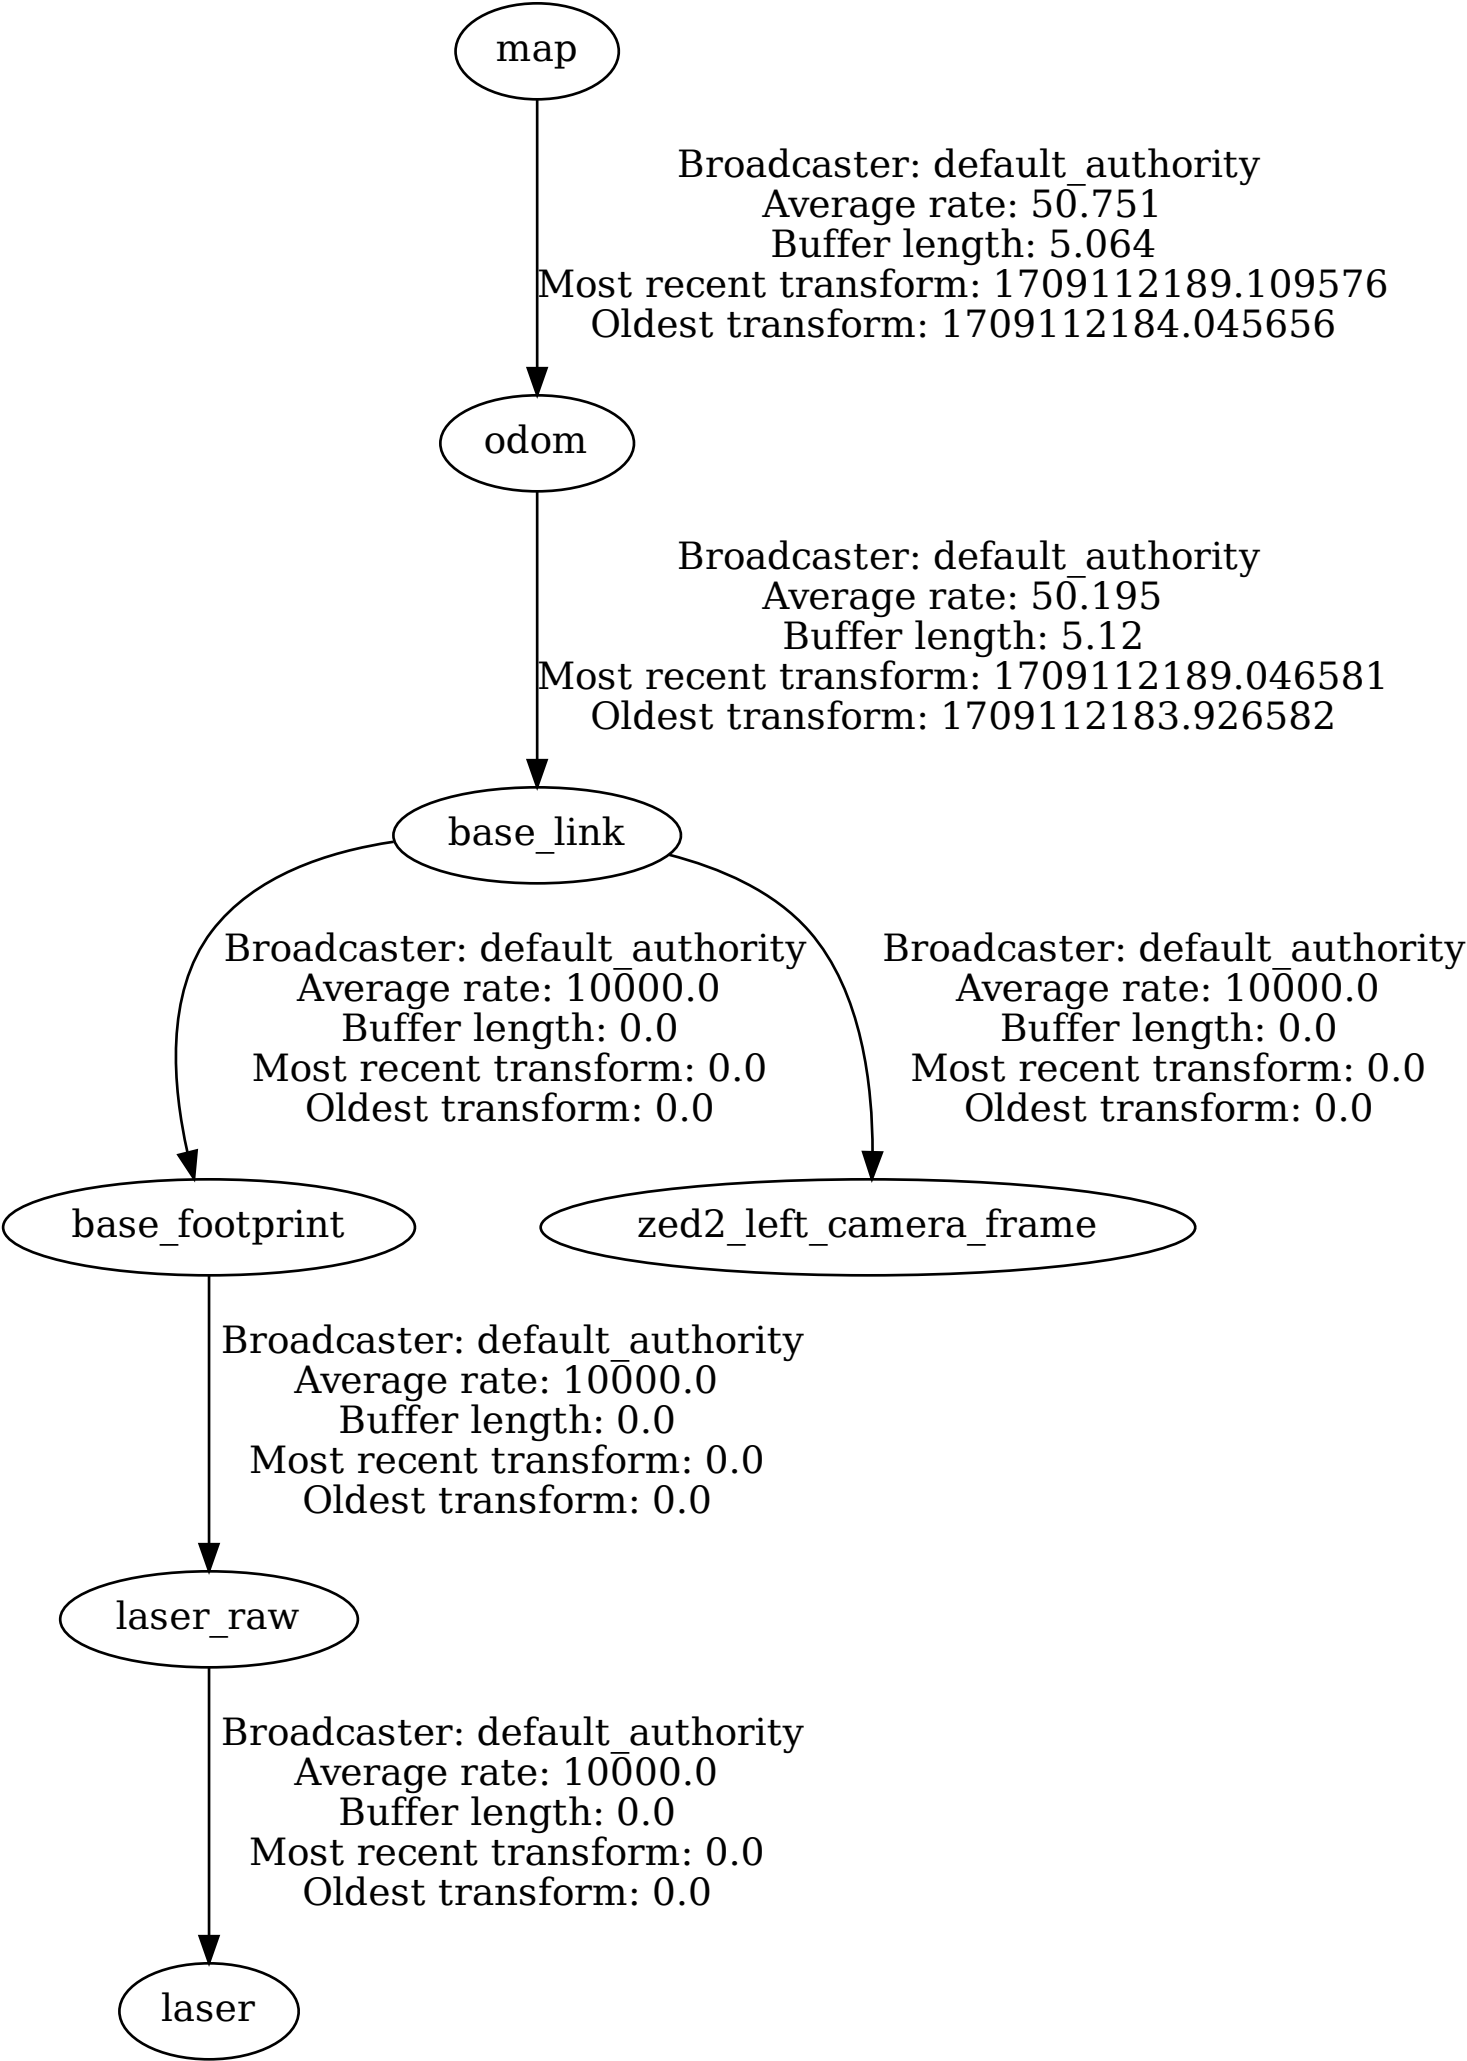 map
Broadcaster: default_authority
Average rate: 50.751
Buffer length: 5.064
Most recent transform: 1709112189.109576
Oldest transform: 1709112184.045656
odom
Broadcaster: default_authority
Average rate: 50.195
Buffer length: 5.12
Most recent transform: 1709112189.046581
Oldest transform: 1709112183.926582
base_link
Broadcaster: default_authority
Average rate: 10000.0
Buffer length: 0.0
Most recent transform: 0.0
Oldest transform: 0.0
Broadcaster: default_authority
Average rate: 10000.0
Buffer length: 0.0
Most recent transform: 0.0
Oldest transform: 0.0
base_footprint
zed2_left_camera_frame
Broadcaster: default_authority
Average rate: 10000.0
Buffer length: 0.0
Most recent transform: 0.0
Oldest transform: 0.0
laser_raw
Broadcaster: default_authority
Average rate: 10000.0
Buffer length: 0.0
Most recent transform: 0.0
Oldest transform: 0.0
laser